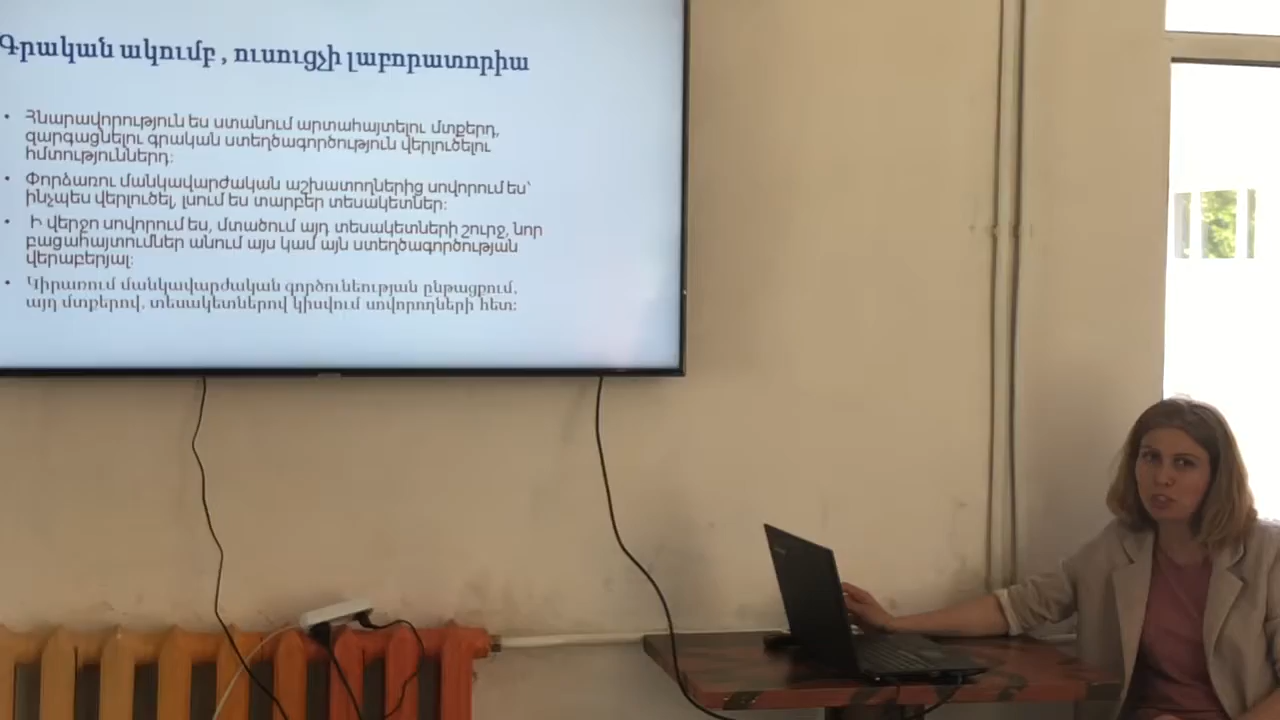 Գրական ակումբ , ուսուցչի լաբորատորիա
• Հնարավորություն ես ստանում արտահայտելու մտքերդ,
զարգացնելու գրական ստեղծագործություն վերլուծելու
հմտություններդ:
• Փորձառու մանկավարժական աշխատողներից սովորում ես՝
ինչպես վերլուծել, լսում ես տարբեր տեսակետներ:
• Ի վերջո սովորում ես, մտածում այդ տեսակետների շուրջ, նոր
բացահայտումներ անում այս կամ այն ստեղծագործության
վերաբերյալ:
• Կիրառում մանկավարժական գործունեության ընթացքում,
այդ մտքերով, տեսակետներով կիսվում սովորողների հետ: